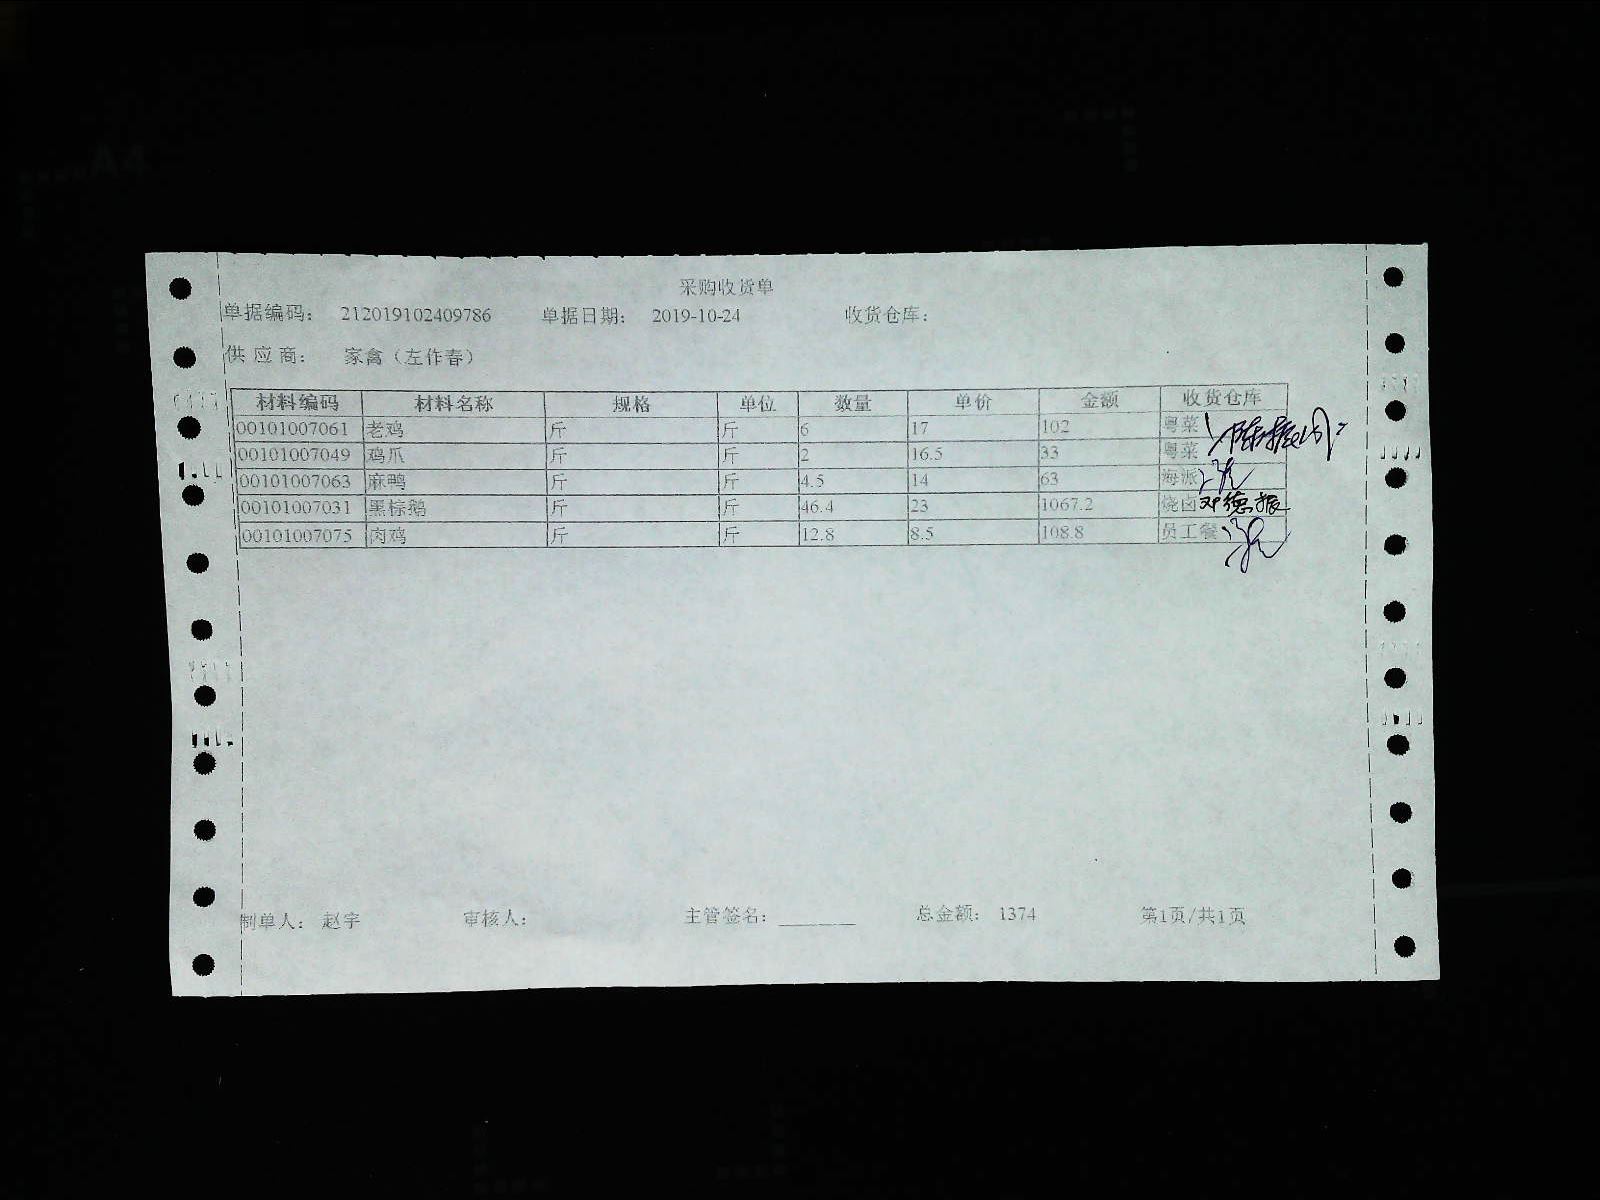 采购收货单
单据编码： 212019102409786 单据日期： 2019-10-24 收货仓库：
供 应 商： 家禽（左作春）
材料编码 材料名称 规格 单位 数量 单价 金额 收货仓库
00101007061 老鸡 斤 斤 6 17 102 粤菜
00101007049 鸡爪 斤 斤 2 16.5 33 粤菜
00101007063 麻鸭 斤 斤 4.5 14 63 海派
00101007031 黑棕鹅 斤 斤 46.4 23 1067.2 烧卤 邓德振
00101007075 肉鸡 斤 斤 12.8 8.5 108.8 员工餐
制单人： 赵宇 审核人： 主管签名： 总金额： 1374 第1页/共1页